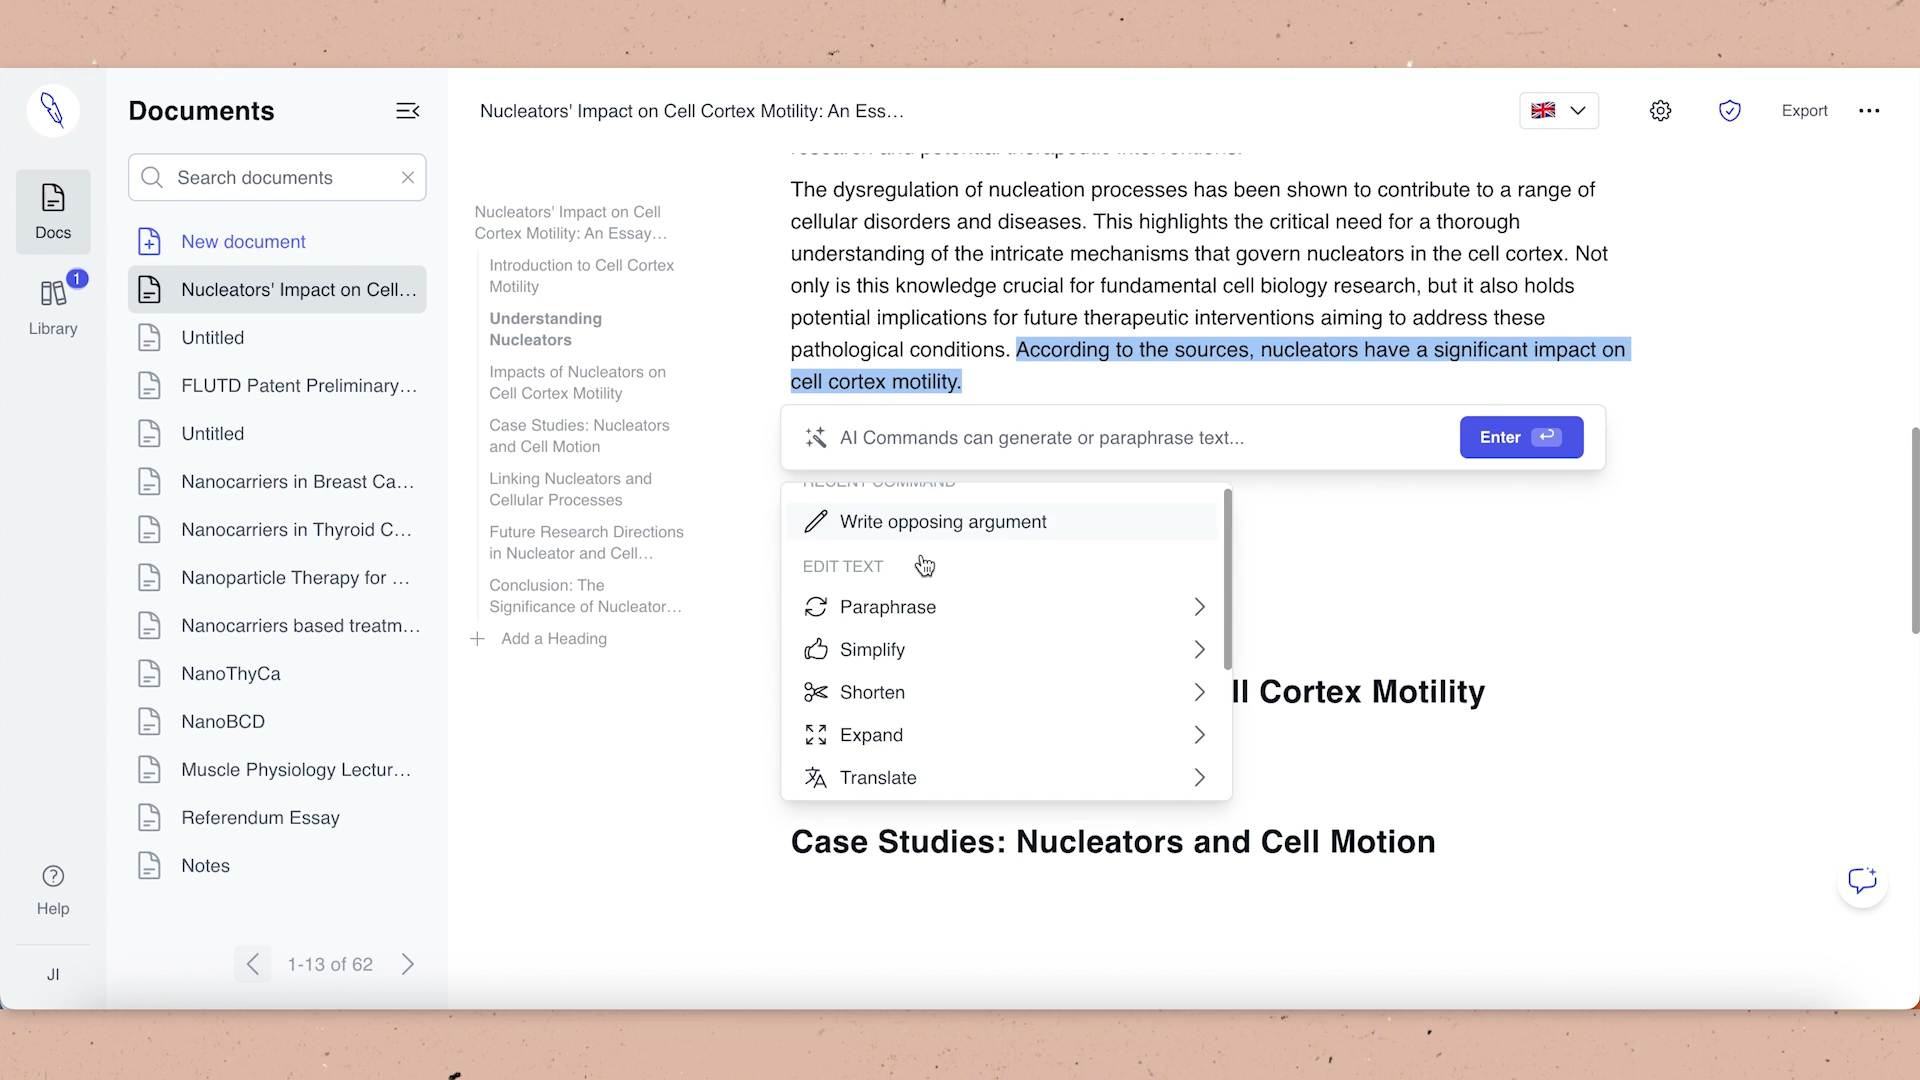 Documents
Nucleators' Impact on Cell Cortex Motility: An Ess...
Export
Search documents
Docs
New document
Nucleators' Impact on Cell...
1
Library
Untitled
FLUTD Patent Preliminary...
Untitled
Nanocarriers in Breast Ca...
Nanocarriers in Thyroid C...
Nanoparticle Therapy for ...
Nanocarriers based treatm...
NanoThyCa
NanoBCD
Muscle Physiology Lectur...
Referendum Essay
Notes
Help
JI
1-13 of 62
Nucleators' Impact on Cell
Cortex Motility: An Essay...
Introduction to Cell Cortex
Motility
Understanding
Nucleators
Impacts of Nucleators on
Cell Cortex Motility
Case Studies: Nucleators
and Cell Motion
Linking Nucleators and
Cellular Processes
Future Research Directions
in Nucleator and Cell...
Conclusion: The
Significance of Nucleator...
Add a Heading
research and potential therapeutic interventions.
The dysregulation of nucleation processes has been shown to contribute to a range of
cellular disorders and diseases. This highlights the critical need for a thorough
understanding of the intricate mechanisms that govern nucleators in the cell cortex. Not
only is this knowledge crucial for fundamental cell biology research, but it also holds
potential implications for future therapeutic interventions aiming to address these
pathological conditions. According to the sources, nucleators have a significant impact on
cell cortex motility.
AI Commands can generate or paraphrase text...
Enter
RECENT COMMAND
Write opposing argument
EDIT TEXT
Paraphrase
Simplify
Shorten
Expand
Translate
ll Cortex Motility
Case Studies: Nucleators and Cell Motion